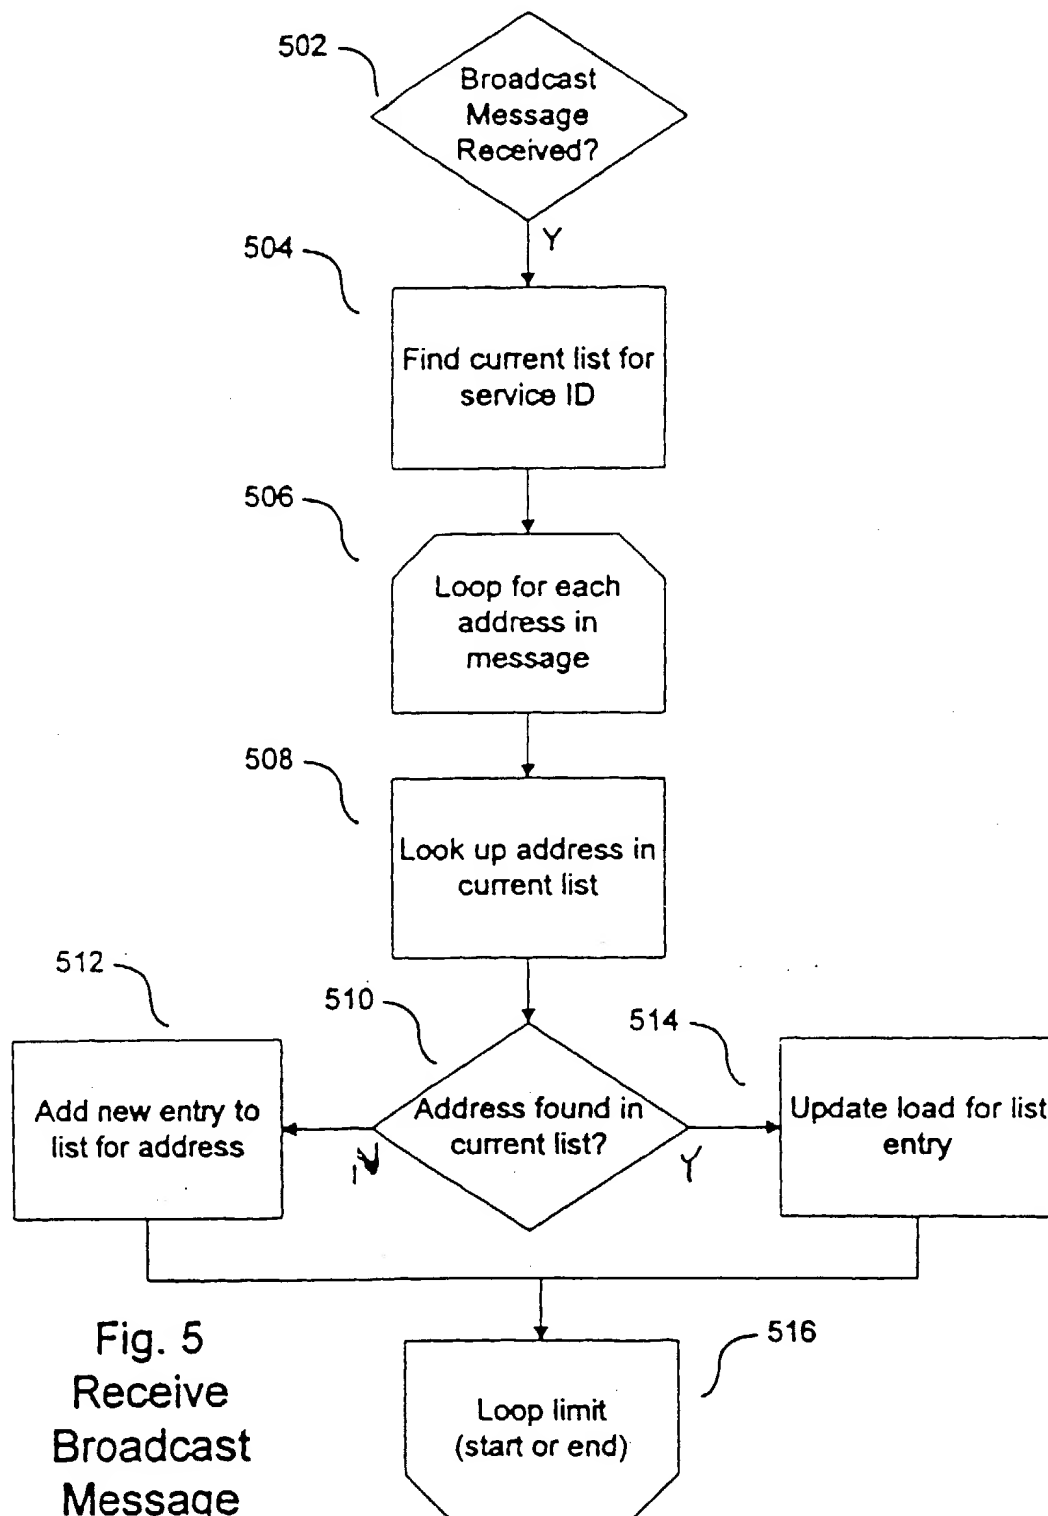 502
Broadcast
Message
Received?
Y
504
Find current list for
service ID
506
Loop for each
address in
message
508
Look up address in
current list
510
512
514
Add new entry to
list for address
Address found in
current list?
Update load for list
entry
N
Y
516
Loop limit
(start or end)
Fig. 5
Receive
Broadcast
Message